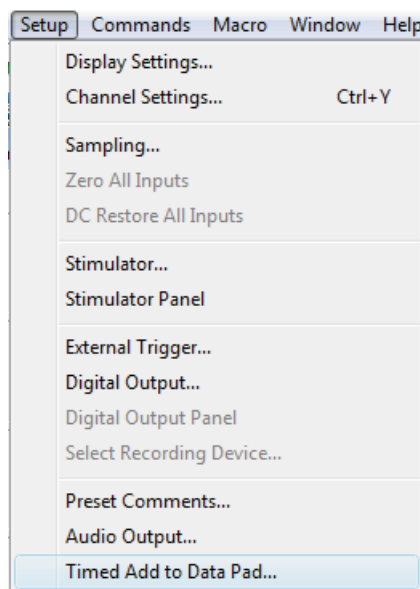 Setup Commands Macro Window Help
Display Settings...
Channel Settings... Ctrl+Y
Sampling...
Zero All Inputs
DC Restore All Inputs
Stimulator...
Stimulator Panel
External Trigger...
Digital Output...
Digital Output Panel
Select Recording Device...
Preset Comments...
Audio Output...
Timed Add to Data Pad...